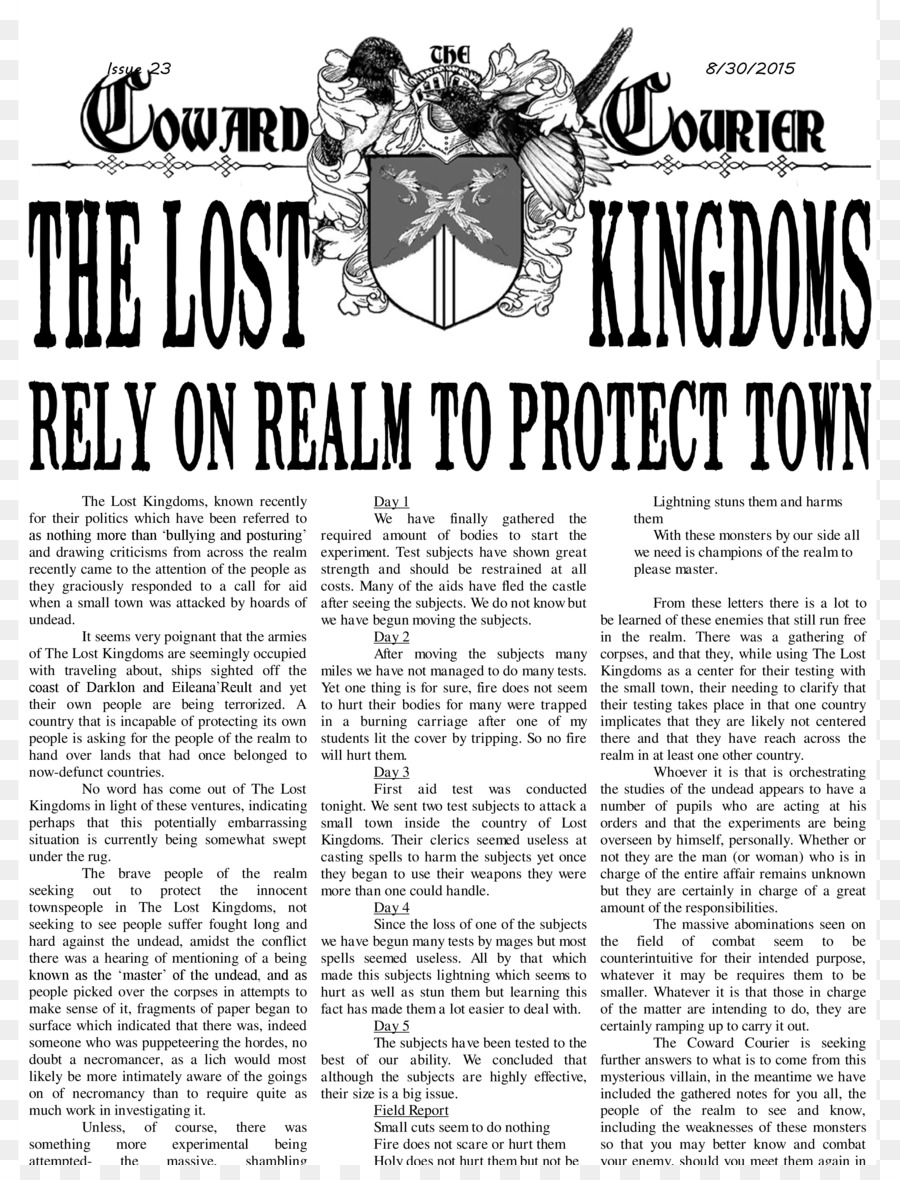 THE
Issue 23
8/30/2015
COWARD COURIER
THE LOST KINGDOMS
RELY ON REALM TO PROTECT TOWN
The Lost Kingdoms, known recently
for their politics which have been referred to
as nothing more than ‘bullying and posturing’
and drawing criticisms from across the realm
recently came to the attention of the people as
they graciously responded to a call for aid
when a small town was attacked by hoards of
undead.
It seems very poignant that the armies
of The Lost Kingdoms are seemingly occupied
with traveling about, ships sighted off the
coast of Darklon and Eileana’Reult and yet
their own people are being terrorized. A
country that is incapable of protecting its own
people is asking for the people of the realm to
hand over lands that had once belonged to
now-defunct countries.
No word has come out of The Lost
Kingdoms in light of these ventures, indicating
perhaps that this potentially embarrassing
situation is currently being somewhat swept
under the rug.
The brave people of the realm
seeking out to protect the innocent
townspeople in The Lost Kingdoms, not
seeking to see people suffer fought long and
hard against the undead, amidst the conflict
there was a hearing of mentioning of a being
known as the ‘master’ of the undead, and as
people picked over the corpses in attempts to
make sense of it, fragments of paper began to
surface which indicated that there was, indeed
someone who was puppeteering the hordes, no
doubt a necromancer, as a lich would most
likely be more intimately aware of the goings
on of necromancy than to require quite as
much work in investigating it.
Unless, of course, there was
something more experimental being
attempted- the massive, shambling
Day 1
We have finally gathered the
required amount of bodies to start the
experiment. Test subjects have shown great
strength and should be restrained at all
costs. Many of the aids have fled the castle
after seeing the subjects. We do not know but
we have begun moving the subjects.
Day 2
After moving the subjects many
miles we have not managed to do many tests.
Yet one thing is for sure, fire does not seem
to hurt their bodies for many were trapped
in a burning carriage after one of my
students lit the cover by tripping. So no fire
will hurt them.
Day 3
First aid test was conducted
tonight. We sent two test subjects to attack a
small town inside the country of Lost
Kingdoms. Their clerics seemed useless at
casting spells to harm the subjects yet once
they began to use their weapons they were
more than one could handle.
Day 4
Since the loss of one of the subjects
we have begun many tests by mages but most
spells seemed useless. All by that which
made this subjects lightning which seems to
hurt as well as stun them but learning this
fact has made them a lot easier to deal with.
Day 5
The subjects have been tested to the
best of our ability. We concluded that
although the subjects are highly effective,
their size is a big issue.
Field Report
Small cuts seem to do nothing
Fire does not scare or hurt them
Holy does not hurt them but not be
Lightning stuns them and harms
them
With these monsters by our side all
we need is champions of the realm to
please master.
From these letters there is a lot to
be learned of these enemies that still run free
in the realm. There was a gathering of
corpses, and that they, while using The Lost
Kingdoms as a center for their testing with
the small town, their needing to clarify that
their testing takes place in that one country
implicates that they are likely not centered
there and that they have reach across the
realm in at least one other country.
Whoever it is that is orchestrating
the studies of the undead appears to have a
number of pupils who are acting at his
orders and that the experiments are being
overseen by himself, personally. Whether or
not they are the man (or woman) who is in
charge of the entire affair remains unknown
but they are certainly in charge of a great
amount of the responsibilities.
The massive abominations seen on
the field of combat seem to be
counterintuitive for their intended purpose,
whatever it may be requires them to be
smaller. Whatever it is that those in charge
of the matter are intending to do, they are
certainly ramping up to carry it out.
The Coward Courier is seeking
further answers to what is to come from this
mysterious villain, in the meantime we have
included the gathered notes for you all, the
people of the realm to see and know,
including the weaknesses of these monsters
so that you may better know and combat
your enemy, should you meet them again in